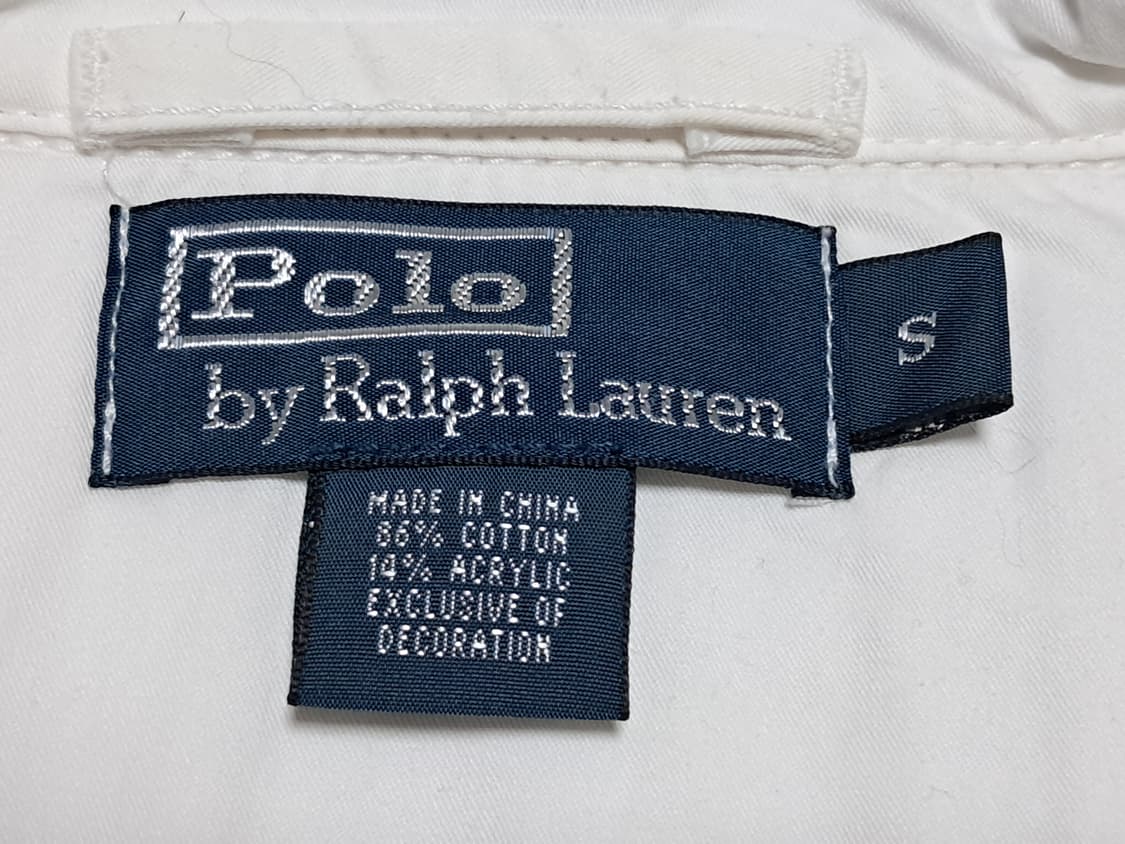 Polo
by Ralph Lauren
S
MADE IN CHINA
86% COTTON
14% ACRYLIC
EXCLUSIVE OF
DECORATION